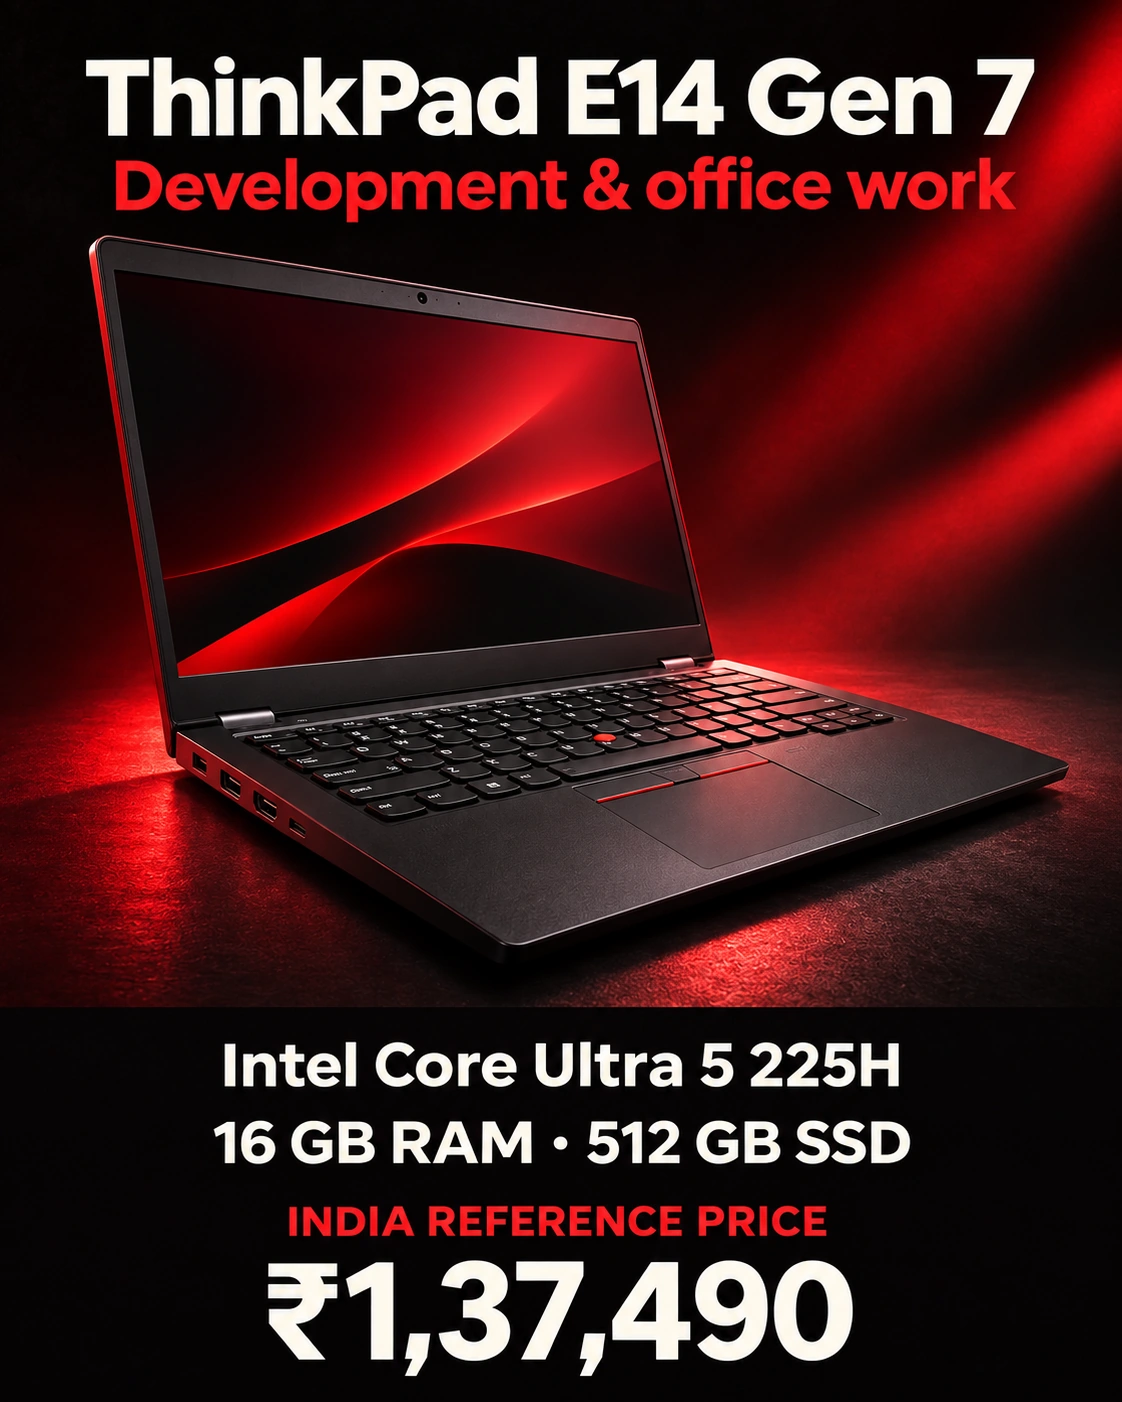 ThinkPad E14 Gen 7
Development & office work
Intel Core Ultra 5 225H
16 GB RAM • 512 GB SSD
INDIA REFERENCE PRICE
₹1,37,490